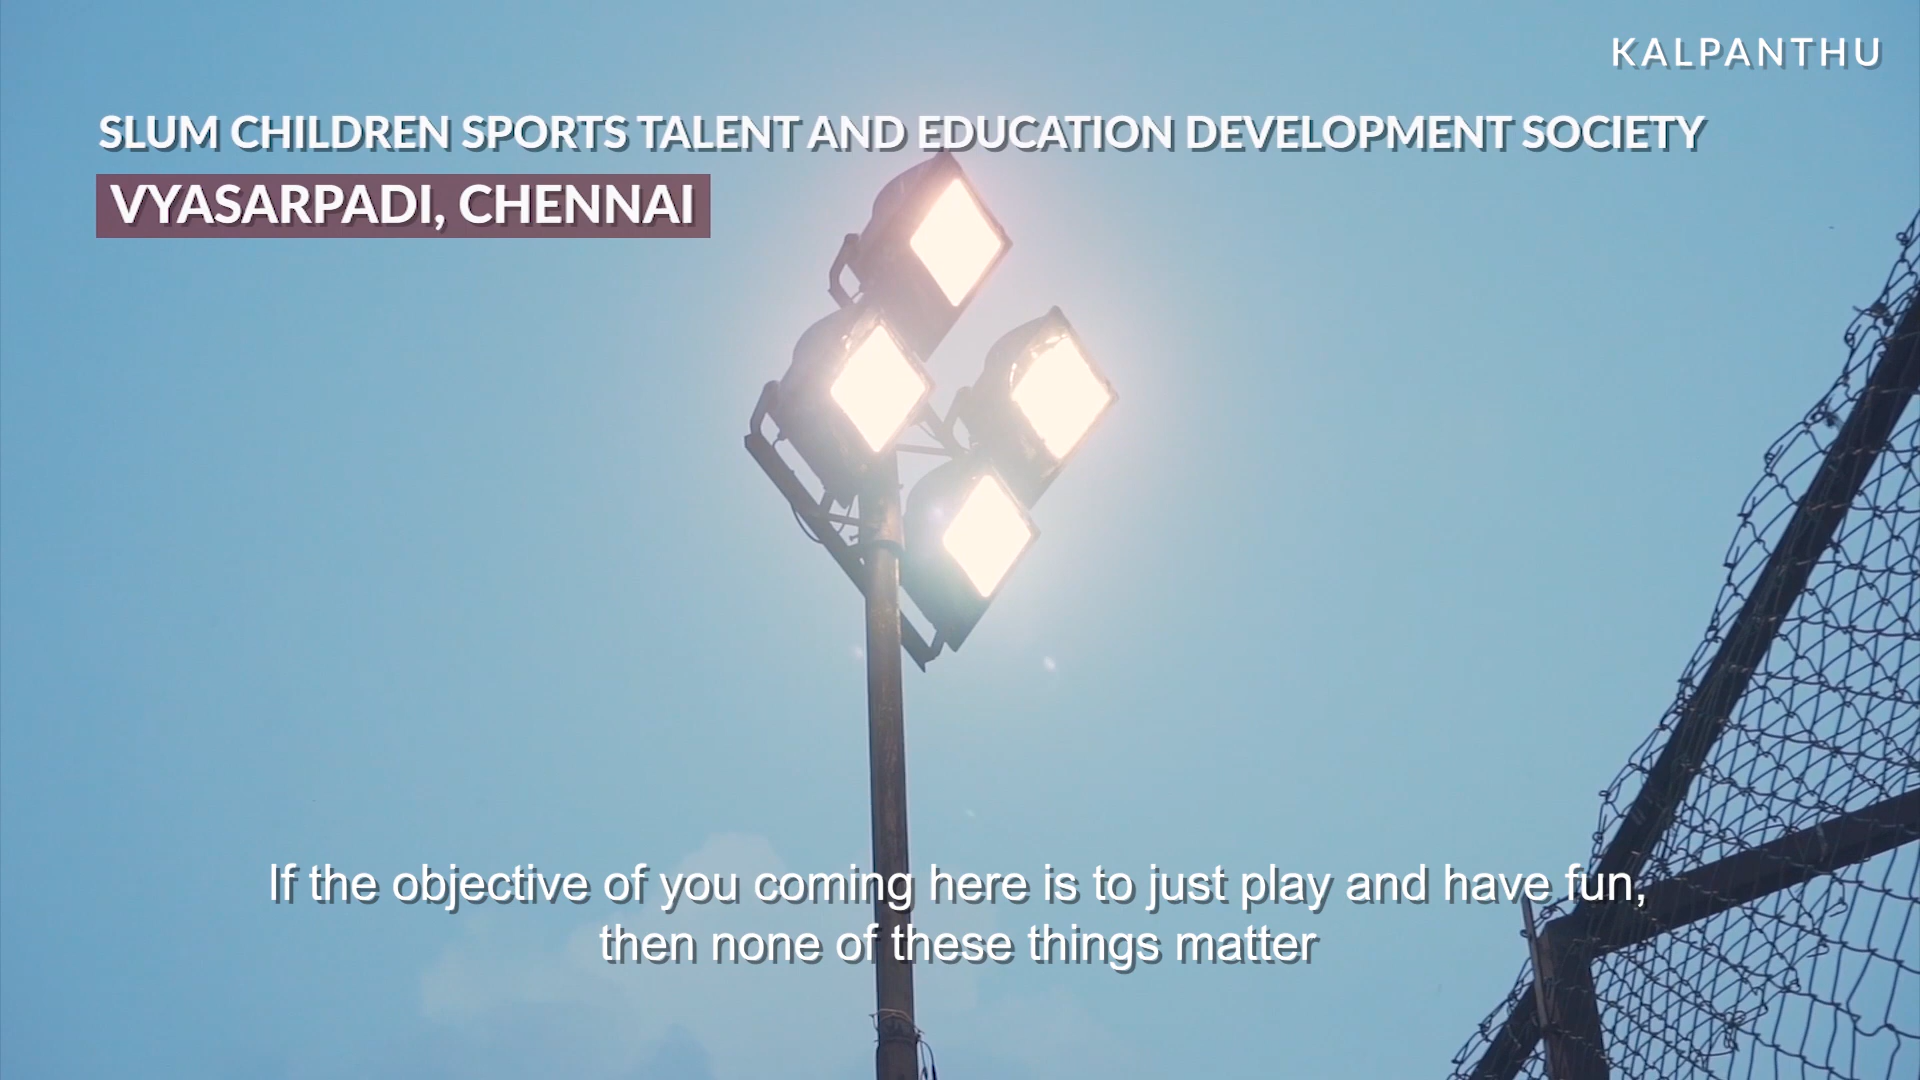 KALPANTHU
SLUM CHILDREN SPORTS TALENT AND EDUCATION DEVELOPMENT SOCIETY
VYASARPADI, CHENNAI
If the objective of you coming here is to just play and have fun,
then none of these things matter